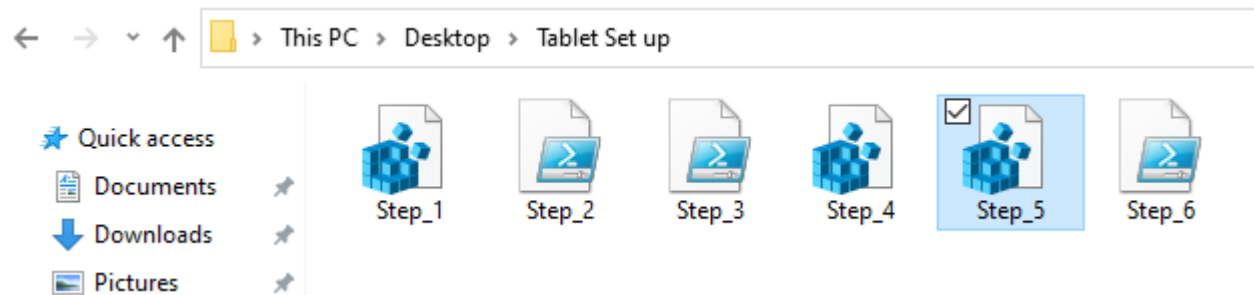 This PC > Desktop > Tablet Set up
Quick access
Documents
Downloads
Pictures
Step_1
Step_2
Step_3
Step_4
Step_5
Step_6